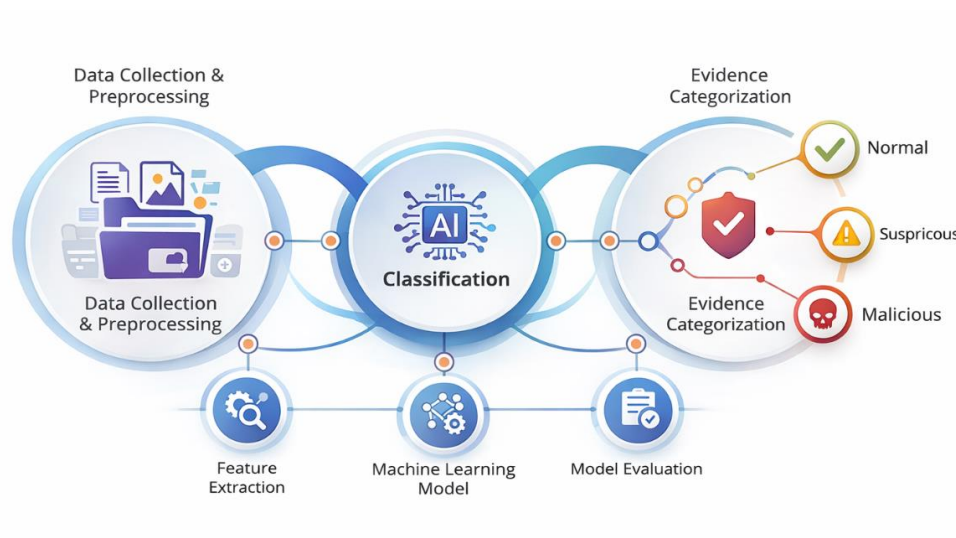 Data Collection &
Preprocessing
Evidence
Categorization
AI
Classification
Data Collection
& Preprocessing
Evidence
Categorization
Normal
Suspricous
Malicious
Feature
Extraction
Machine Learning
Model
Model Evaluation